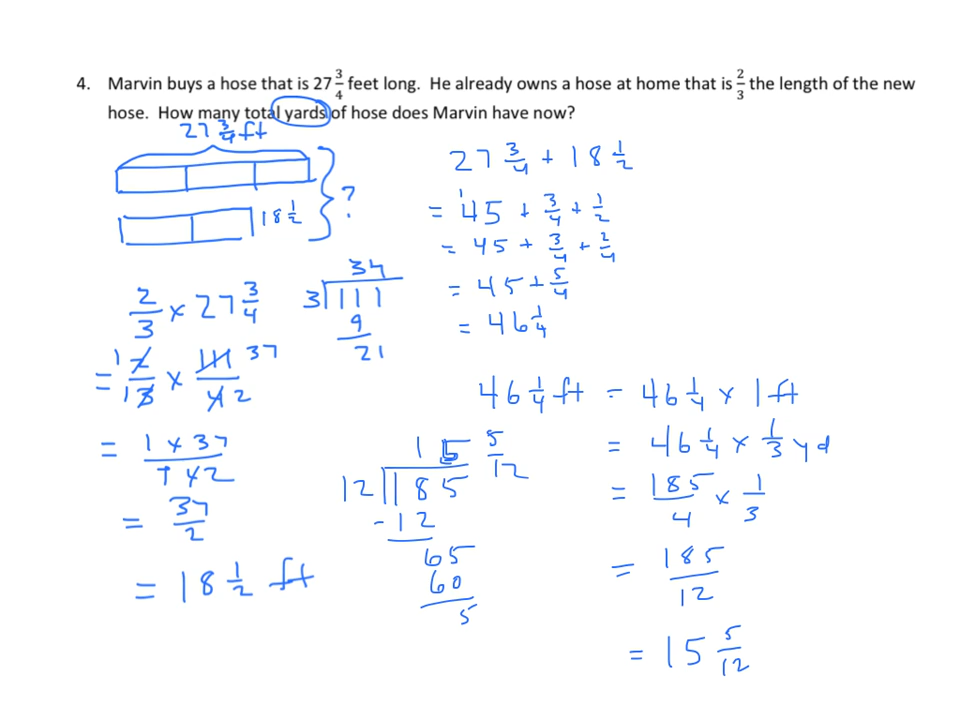 4. Marvin buys a hose that is 27 3/4 feet long. He already owns a hose at home that is 2/3 the length of the new
hose. How many total yards of hose does Marvin have now?
27 3/4 ft
?
18 1/2
2/3 x 27 3/4
= 1 2/1 3 x 111 37/4 2
= 1 x 37/1 x 2
= 37/2
= 18 1/2 ft
34
3 111
9
21
27 3/4 + 18 1/2
= 1 45 + 3/4 + 1/2
= 45 + 3/4 + 2/4
= 45 + 5/4
= 46 1/4
15 5/12
12 185
-12
65
60
5
46 1/4 ft = 46 1/4 x 1 ft
= 46 1/4 x 1/3 yd
= 185/4 x 1/3
= 185/12
= 15 5/12